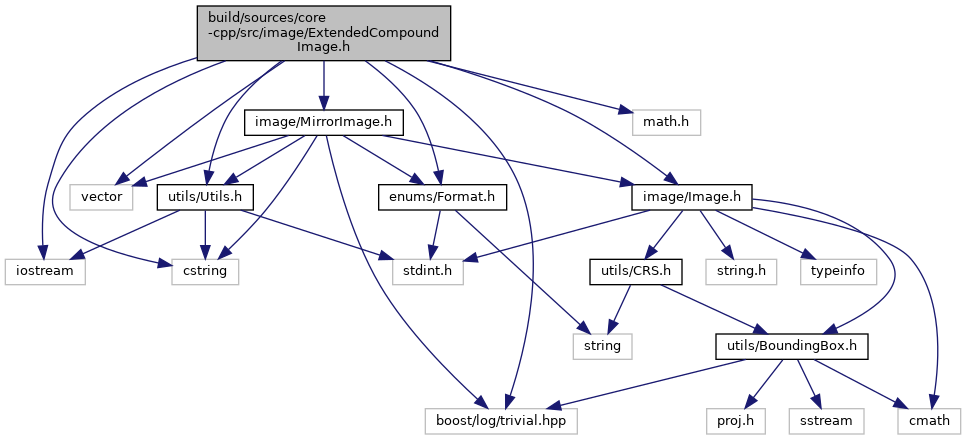 build/sources/core
-cpp/src/image/ExtendedCompound
Image.h
image/MirrorImage.h
math.h
vector
utils/Utils.h
enums/Format.h
image/Image.h
iostream
cstring
stdint.h
utils/CRS.h
string.h
typeinfo
string
utils/BoundingBox.h
boost/log/trivial.hpp
proj.h
sstream
cmath